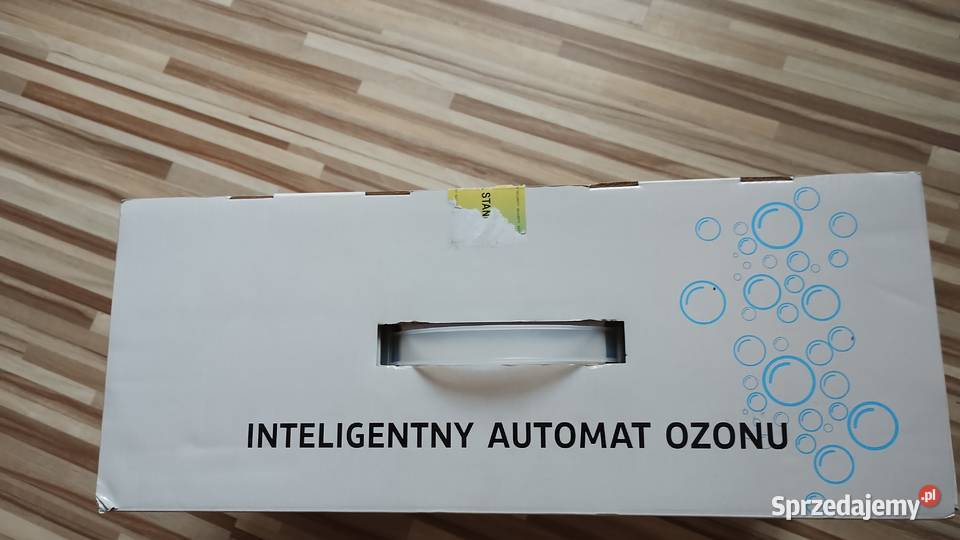 STAN
INTELIGENTNY AUTOMAT OZONU
Sprzedajemy.pl